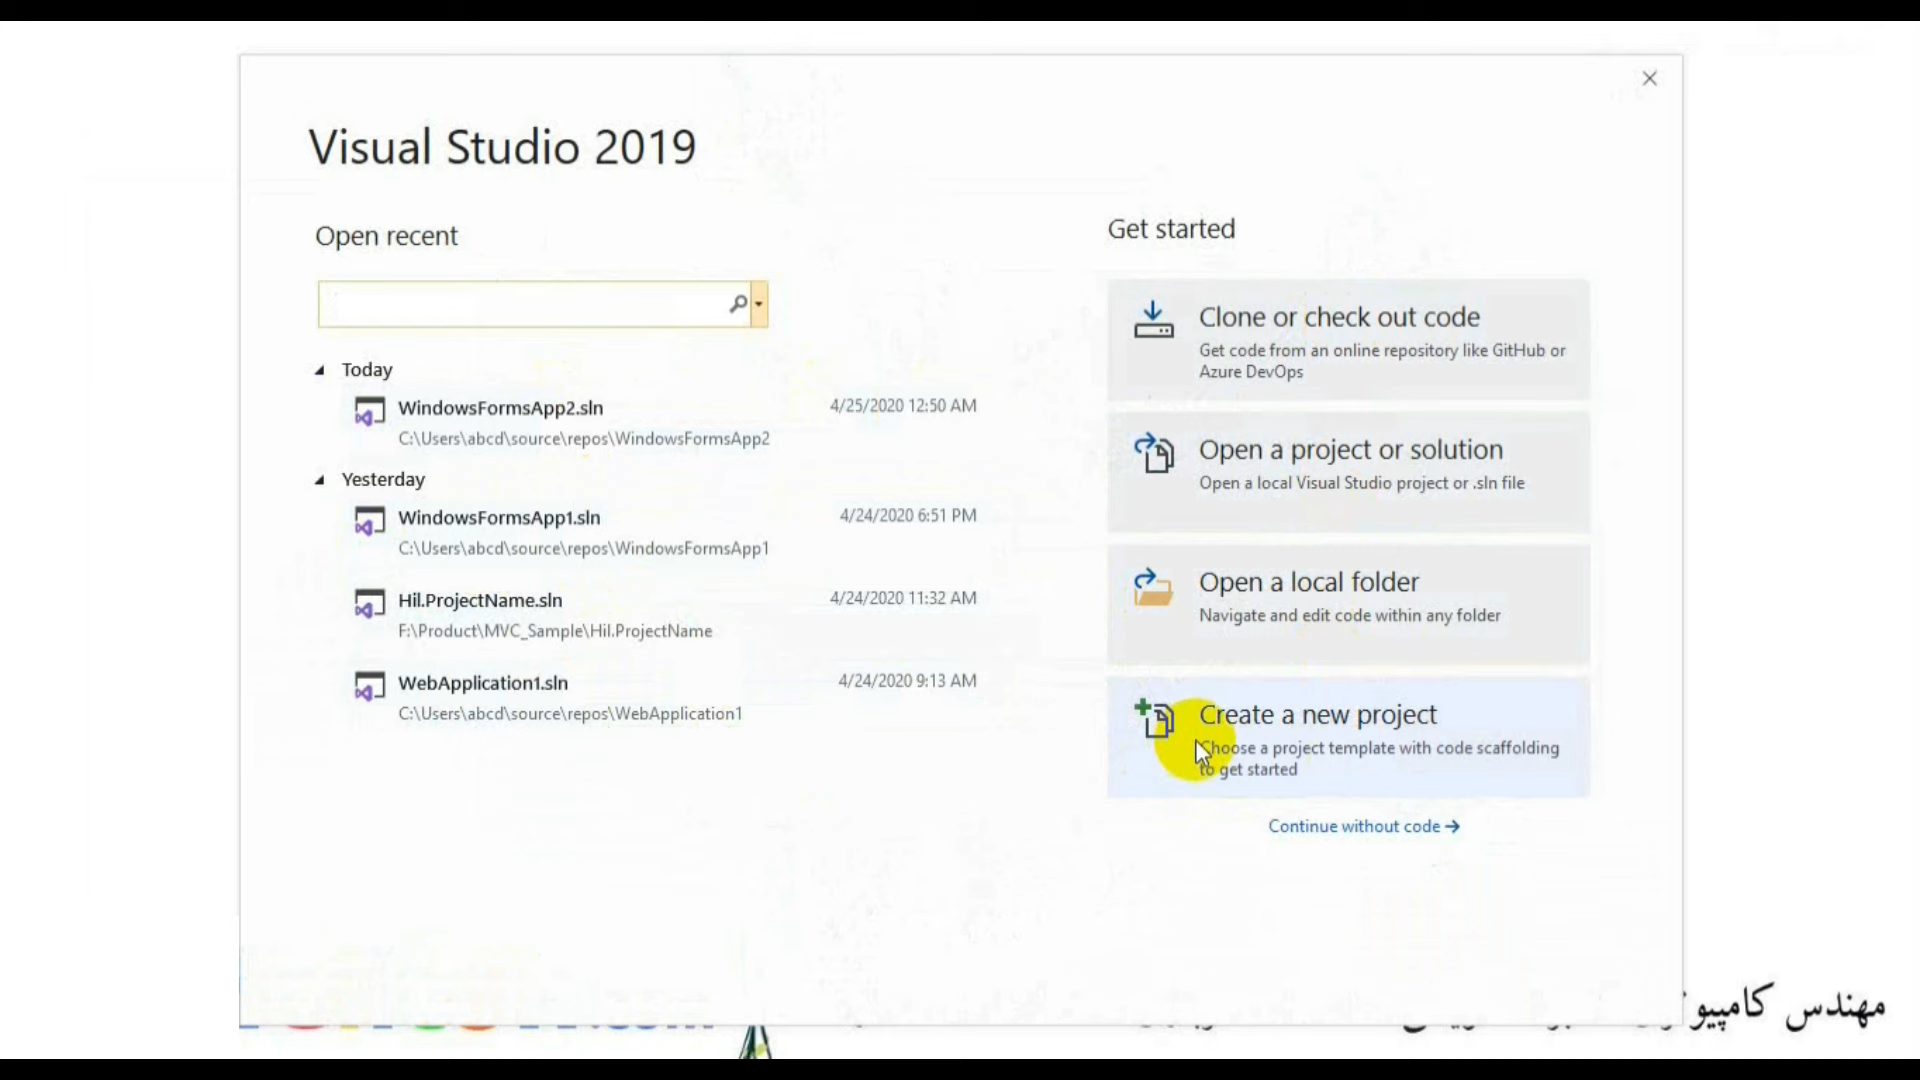 Visual Studio 2019
Open recent
Today
WindowsFormsApp2.sln
4/25/2020 12:50 AM
C:\Users\abcd\source\repos\WindowsFormsApp2
Yesterday
WindowsFormsApp1.sln
4/24/2020 6:51 PM
C:\Users\abcd\source\repos\WindowsFormsApp1
Hil.ProjectName.sln
4/24/2020 11:32 AM
F:\Product\MVC_Sample\Hil.ProjectName
WebApplication1.sln
4/24/2020 9:13 AM
C:\Users\abcd\source\repos\WebApplication1
Get started
Clone or check out code
Get code from an online repository like GitHub or
Azure DevOps
Open a project or solution
Open a local Visual Studio project or .sln file
Open a local folder
Navigate and edit code within any folder
Create a new project
Choose a project template with code scaffolding
to get started
Continue without code →
مهندس